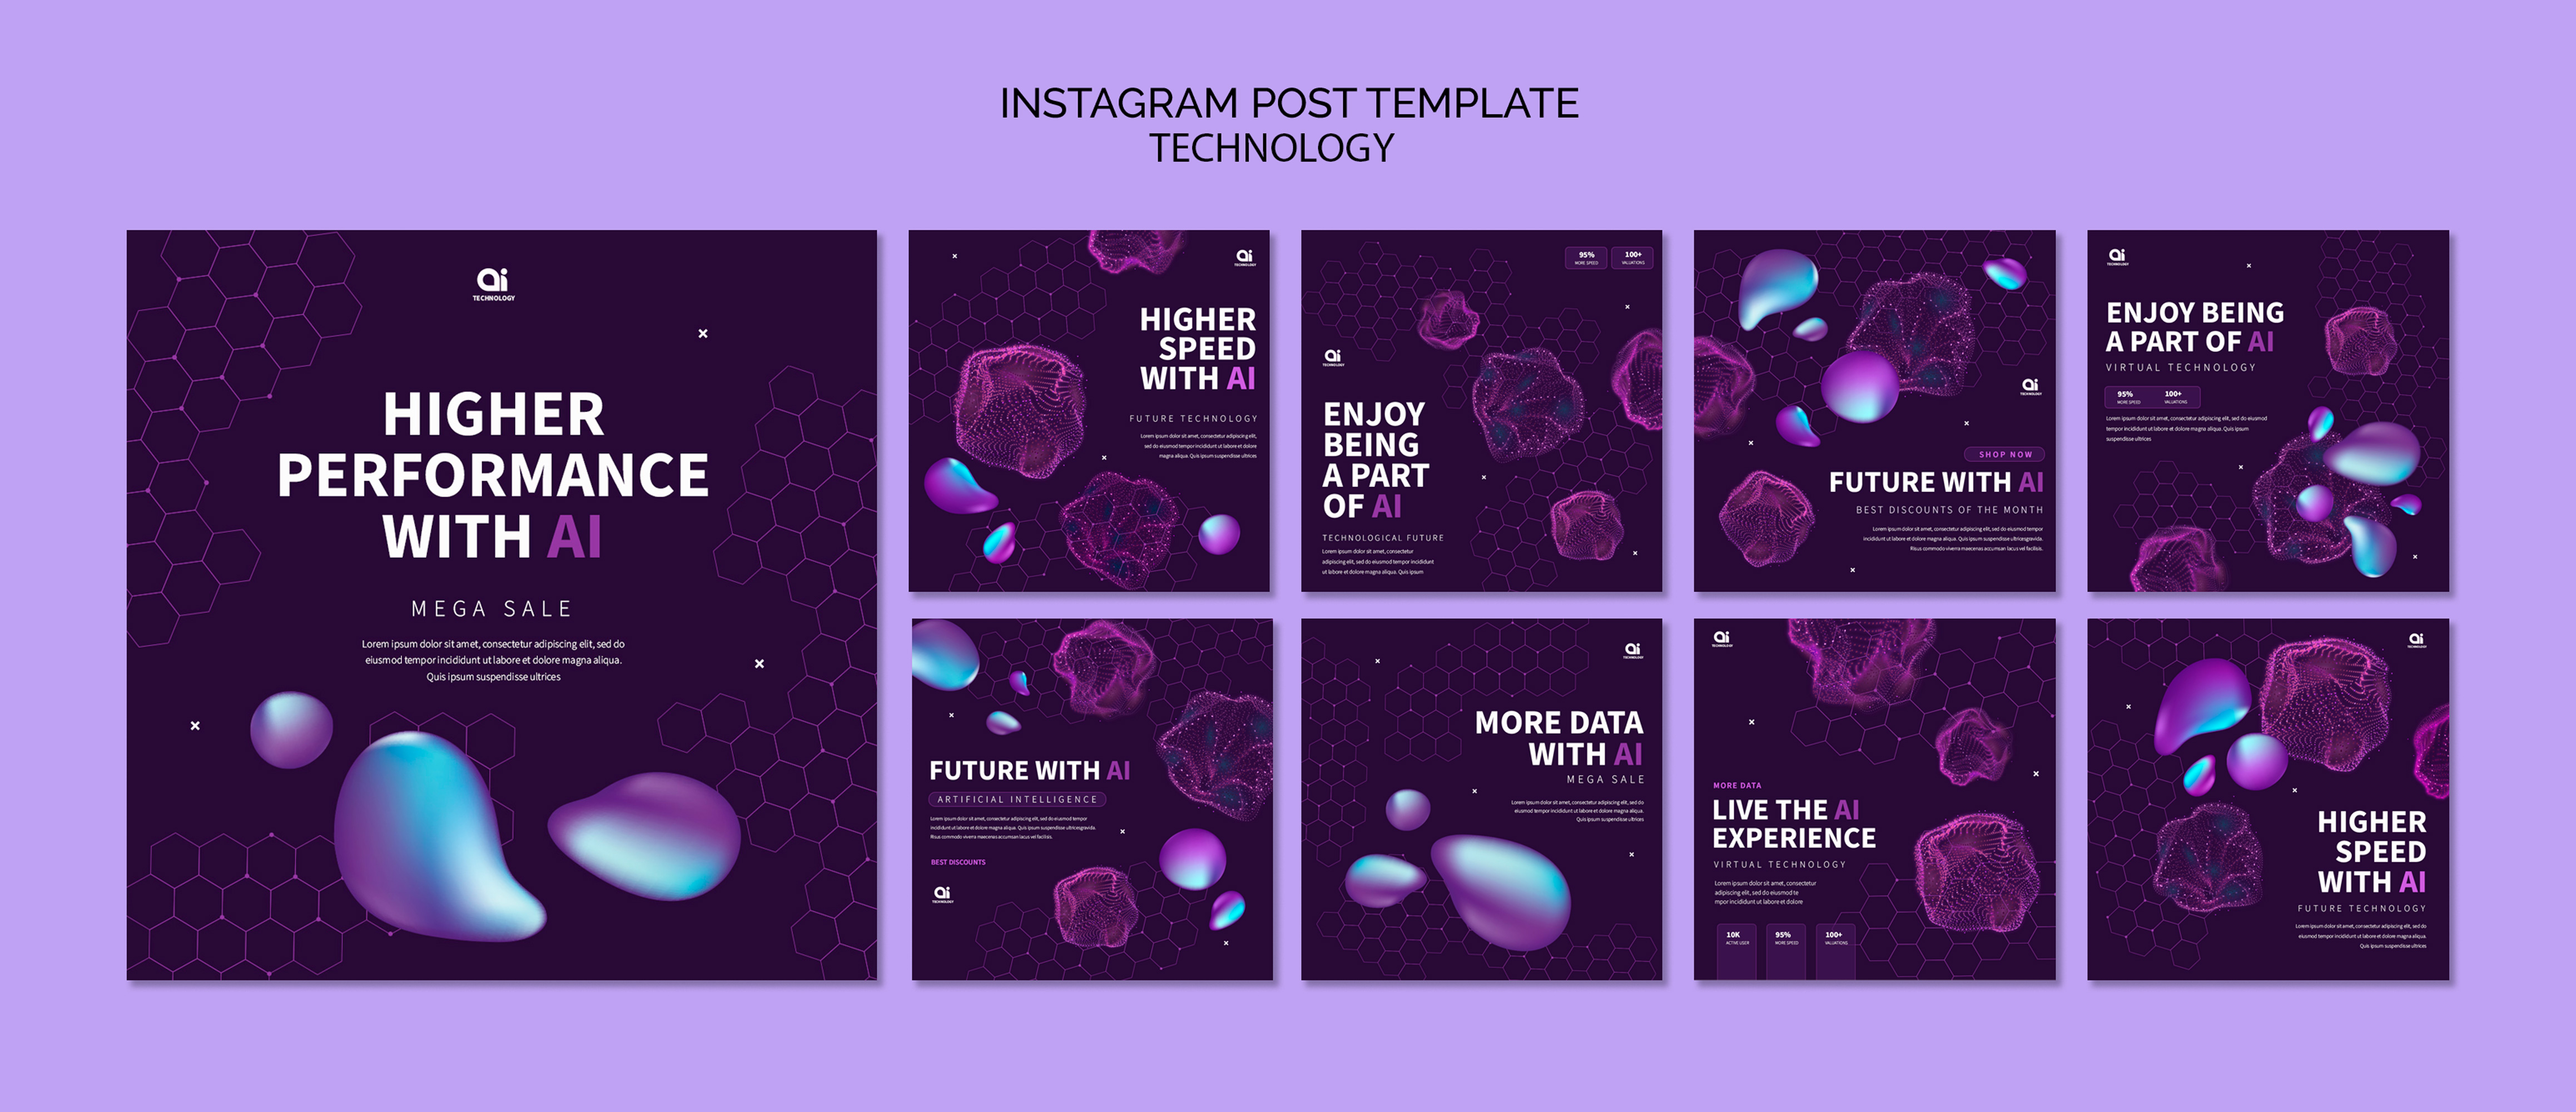 INSTAGRAM POST TEMPLATE
TECHNOLOGY
ai
TECHNOLOGY
HIGHER
PERFORMANCE
WITH AI
MEGA SALE
Lorem ipsum dolor sit amet, consectetur adipiscing elit, sed do
eiusmod tempor incididunt ut labore et dolore magna aliqua.
Quis ipsum suspendisse ultrices
ai
TECHNOLOGY
HIGHER
SPEED
WITH AI
FUTURE TECHNOLOGY
Lorem ipsum dolor sit amet, consectetur adipiscing elit,
sed do eiusmod tempor incididunt ut labore et dolore
magna aliqua. Quis ipsum suspendisse ultrices
95%
MORE SPEED
100+
VALUATIONS
ai
TECHNOLOGY
ENJOY
BEING
A PART
OF AI
TECHNOLOGICAL FUTURE
Lorem ipsum dolor sit amet, consectetur
adipiscing elit, sed do eiusmod tempor incididunt
ut labore et dolore magna aliqua. Quis ipsum
ai
TECHNOLOGY
SHOP NOW
FUTURE WITH AI
BEST DISCOUNTS OF THE MONTH
Lorem ipsum dolor sit amet, consectetur adipiscing elit, sed do eiusmod tempor
incididunt ut labore et dolore magna aliqua. Quis ipsum suspendisse ultricesgravida.
Risus commodo viverra maecenas accumsan lacus vel facilisis.
ai
TECHNOLOGY
ENJOY BEING
A PART OF AI
VIRTUAL TECHNOLOGY
95%
MORE SPEED
100+
VALUATIONS
Lorem ipsum dolor sit amet, consectetur adipiscing elit, sed do eiusmod
tempor incididunt ut labore et dolore magna aliqua. Quis ipsum
suspendisse ultrices
FUTURE WITH AI
ARTIFICIAL INTELLIGENCE
Lorem ipsum dolor sit amet, consectetur adipiscing elit, sed do eiusmod tempor
incididunt ut labore et dolore magna aliqua. Quis ipsum suspendisse ultricesgravida.
Risus commodo viverra maecenas accumsan lacus vel facilisis.
BEST DISCOUNTS
ai
TECHNOLOGY
ai
TECHNOLOGY
MORE DATA
WITH AI
MEGA SALE
Lorem ipsum dolor sit amet, consectetur adipiscing elit, sed do
eiusmod tempor incididunt ut labore et dolore magna aliqua.
Quis ipsum suspendisse ultrices
ai
TECHNOLOGY
MORE DATA
LIVE THE AI
EXPERIENCE
VIRTUAL TECHNOLOGY
Lorem ipsum dolor sit amet, consectetur
adipiscing elit, sed do eiusmod te
mpor incididunt ut labore et dolore
10K
ACTIVE USER
95%
MORE SPEED
100+
VALUATIONS
ai
TECHNOLOGY
HIGHER
SPEED
WITH AI
FUTURE TECHNOLOGY
Lorem ipsum dolor sit amet, consectetur adipiscing elit, sed do
eiusmod tempor incididunt ut labore et dolore magna aliqua.
Quis ipsum suspendisse ultrices